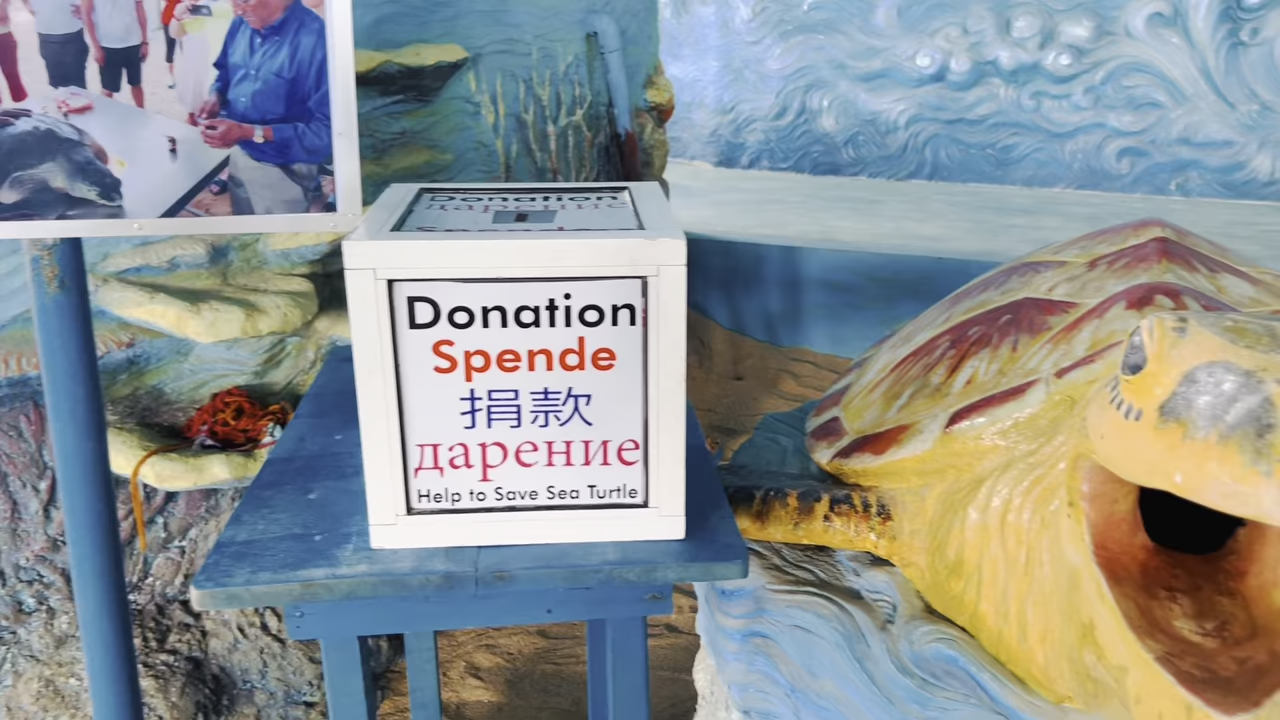 Donation
дарение
Donation
Spende
捐款
дарение
Help to Save Sea Turtle